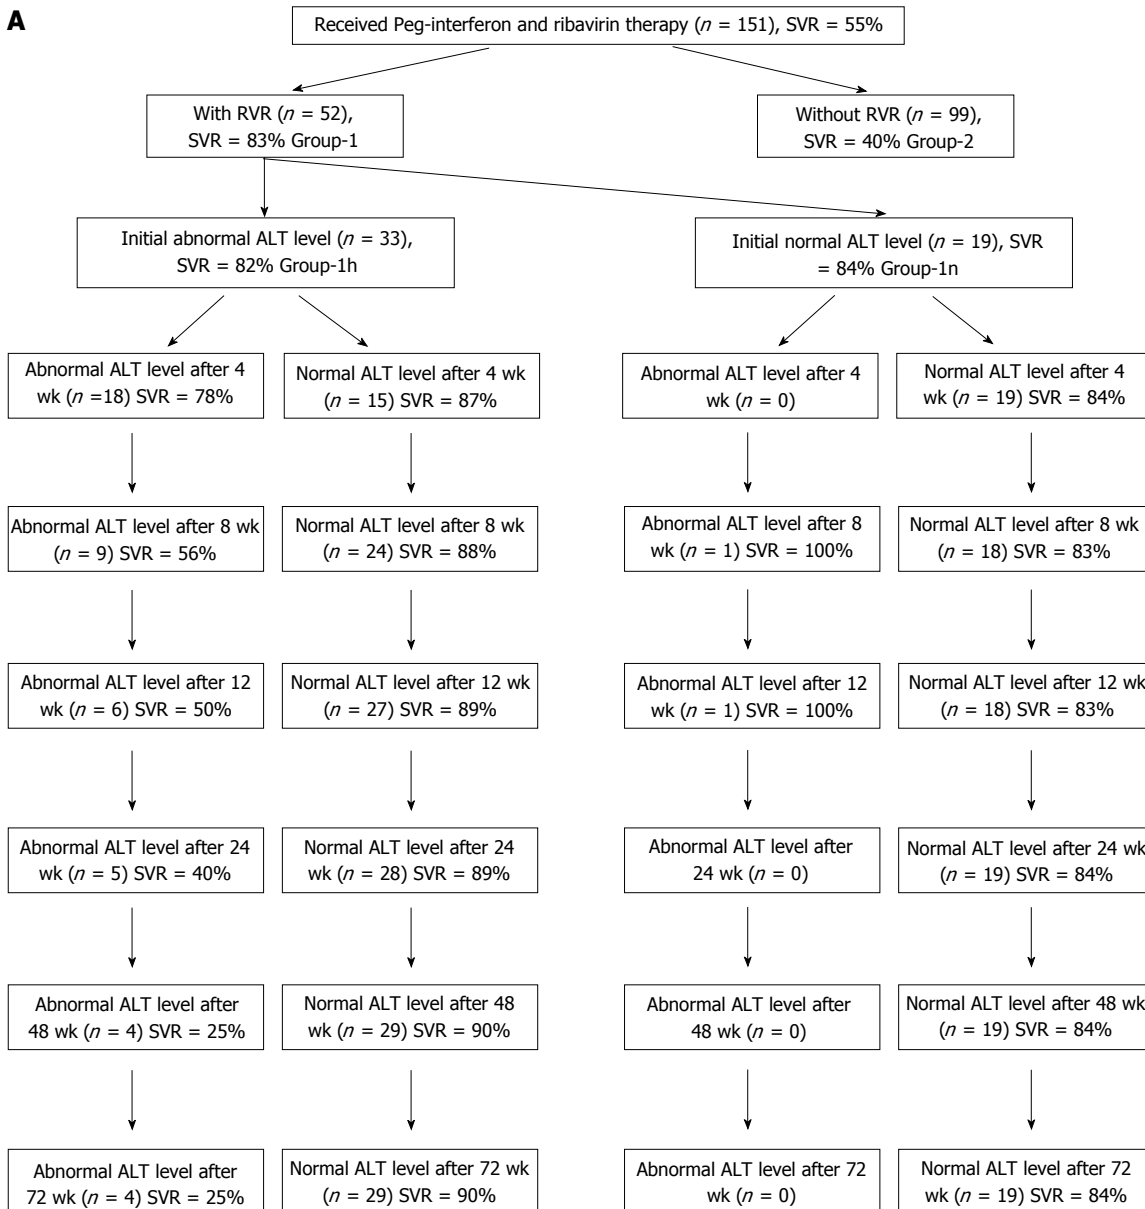 A
Received Peg-interferon and ribavirin therapy (n = 151), SVR = 55%
With RVR (n = 52),
SVR = 83% Group-1
Without RVR (n = 99),
SVR = 40% Group-2
Initial abnormal ALT level (n = 33),
SVR = 82% Group-1h
Initial normal ALT level (n = 19), SVR
= 84% Group-1n
Abnormal ALT level after 4
wk (n =18) SVR = 78%
Normal ALT level after 4 wk
(n = 15) SVR = 87%
Abnormal ALT level after 4
wk (n = 0)
Normal ALT level after 4
wk (n = 19) SVR = 84%
Abnormal ALT level after 8 wk
(n = 9) SVR = 56%
Normal ALT level after 8 wk
(n = 24) SVR = 88%
Abnormal ALT level after 8
wk (n = 1) SVR = 100%
Normal ALT level after 8 wk
(n = 18) SVR = 83%
Abnormal ALT level after 12
wk (n = 6) SVR = 50%
Normal ALT level after 12 wk
(n = 27) SVR = 89%
Abnormal ALT level after 12
wk (n = 1) SVR = 100%
Normal ALT level after 12 wk
(n = 18) SVR = 83%
Abnormal ALT level after 24
wk (n = 5) SVR = 40%
Normal ALT level after 24
wk (n = 28) SVR = 89%
Abnormal ALT level after
24 wk (n = 0)
Normal ALT level after 24 wk
(n = 19) SVR = 84%
Abnormal ALT level after
48 wk (n = 4) SVR = 25%
Normal ALT level after 48
wk (n = 29) SVR = 90%
Abnormal ALT level after
48 wk (n = 0)
Normal ALT level after 48 wk
(n = 19) SVR = 84%
Abnormal ALT level after
72 wk (n = 4) SVR = 25%
Normal ALT level after 72 wk
(n = 29) SVR = 90%
Abnormal ALT level after 72
wk (n = 0)
Normal ALT level after 72
wk (n = 19) SVR = 84%